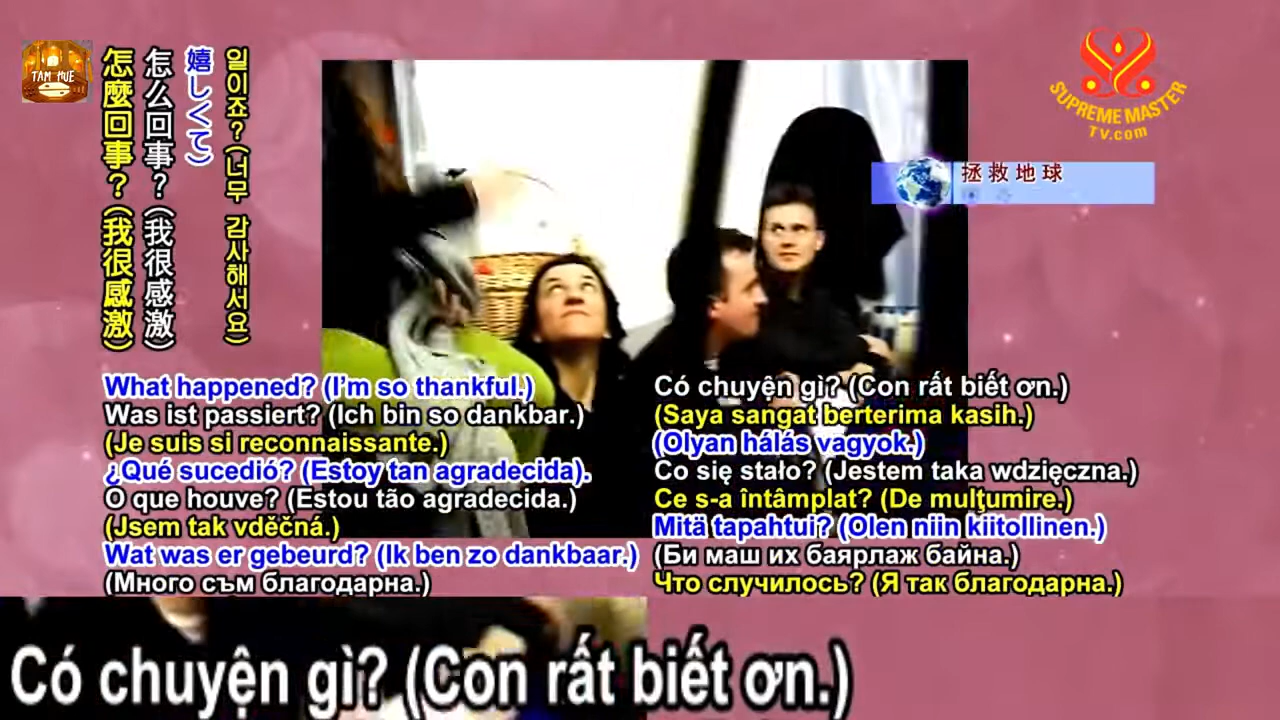 TAM HUE
怎麼回事？(我很感激)
怎么回事？(我很感激)
嬉しくて)
일이죠? (너무 감사해서요)
SUPREME MASTER
TV.com
拯救地球
What happened? (I'm so thankful.)
Was ist passiert? (Ich bin so dankbar.)
(Je suis si reconnaissante.)
¿Qué sucedió? (Estoy tan agradecida).
O que houve? (Estou tão agradecida.)
(Jsem tak vděčná.)
Wat was er gebeurd? (Ik ben zo dankbaar.)
(Много съм благодарна.)
Có chuyện gì? (Con rất biết ơn.)
(Saya sangat berterima kasih.)
(Olyan hálás vagyok.)
Co się stało? (Jestem taka wdzięczna.)
Ce s-a întâmplat? (De mulţumire.)
Mitä tapahtui? (Olen niin kiitollinen.)
(Би маш их баярлаж байна.)
Что случилось? (Я так благодарна.)
Có chuyện gì? (Con rất biết ơn.)